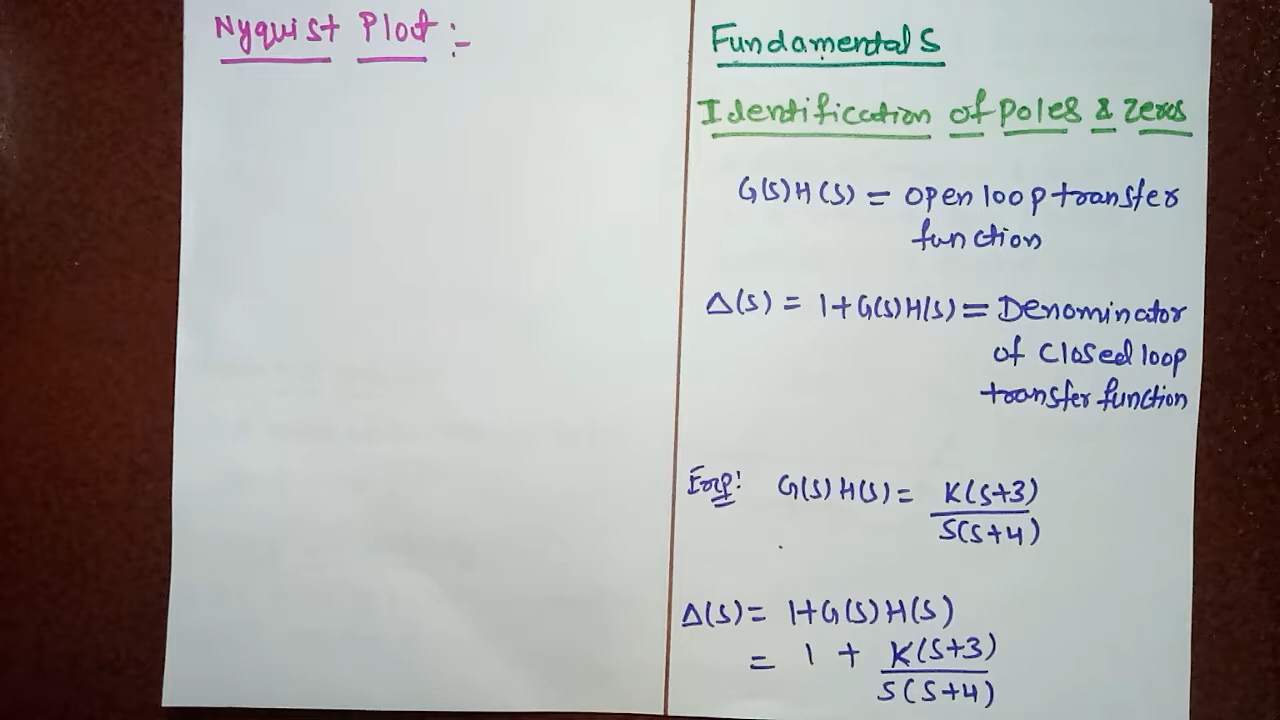 Nyquist Plot :-
Fundamentals
Identification of Poles & Zeros
G(s)H(s) = open loop transfer
function
Δ(s) = 1+G(s)H(s) = Denominator
of Closed loop
transfer function
Exp: G(s)H(s) = K(s+3)
s(s+4)
Δ(s) = 1+G(s)H(s)
= 1 + K(s+3)
s(s+4)